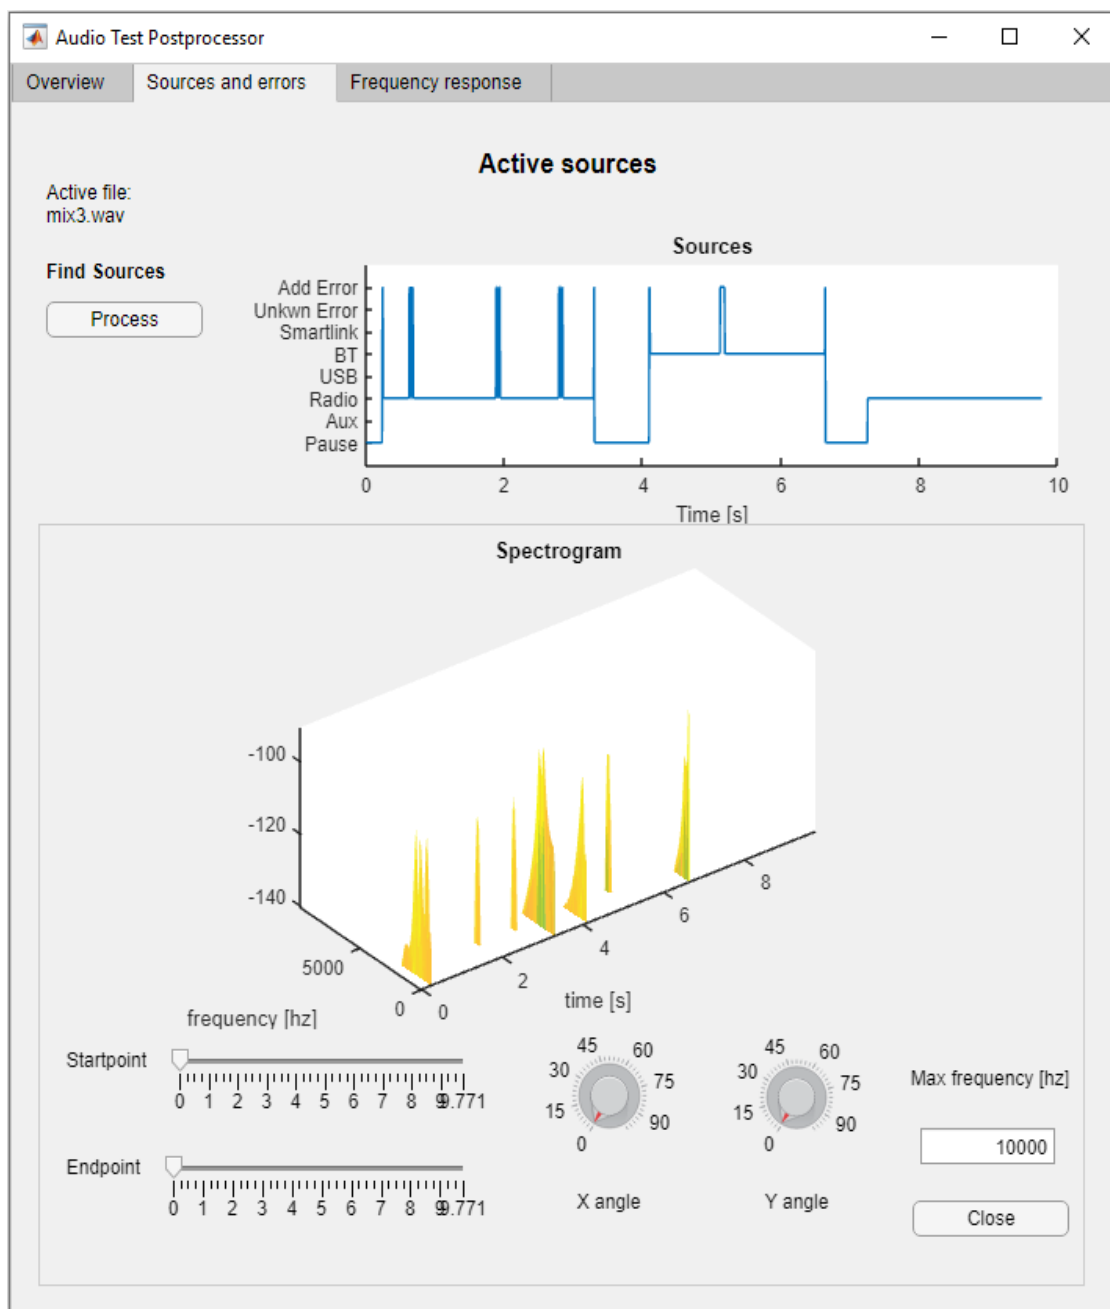 Audio Test Postprocessor
Overview Sources and errors Frequency response
Active sources
Active file:
mix3.wav
Find Sources
Process
Sources
Add Error
Unkwn Error
Smartlink
BT
USB
Radio
Aux
Pause
0 2 4 6 8 10
Time [s]
Spectrogram
-100
-120
-140
5000
0
0 2 4 6 8
frequency [hz]
time [s]
Startpoint
0 1 2 3 4 5 6 7 8 9 9.771
Endpoint
0 1 2 3 4 5 6 7 8 9 9.771
0 15 30 45 60 75 90
X angle
0 15 30 45 60 75 90
Y angle
Max frequency [hz]
10000
Close